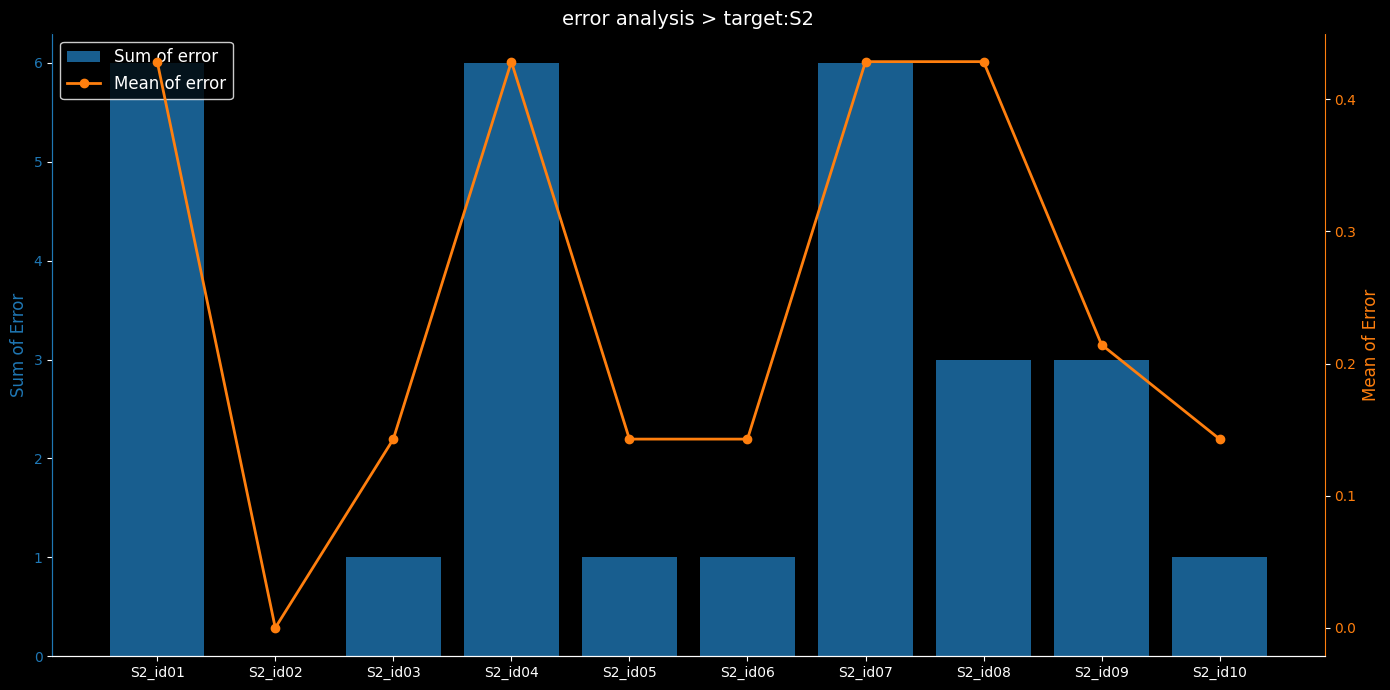 error analysis > target:S2
Sum of error
Mean of error
Sum of Error
6
5
4
3
2
1
0
0.4
0.3
0.2
0.1
0.0
Mean of Error
S2_id01 S2_id02 S2_id03 S2_id04 S2_id05 S2_id06 S2_id07 S2_id08 S2_id09 S2_id10